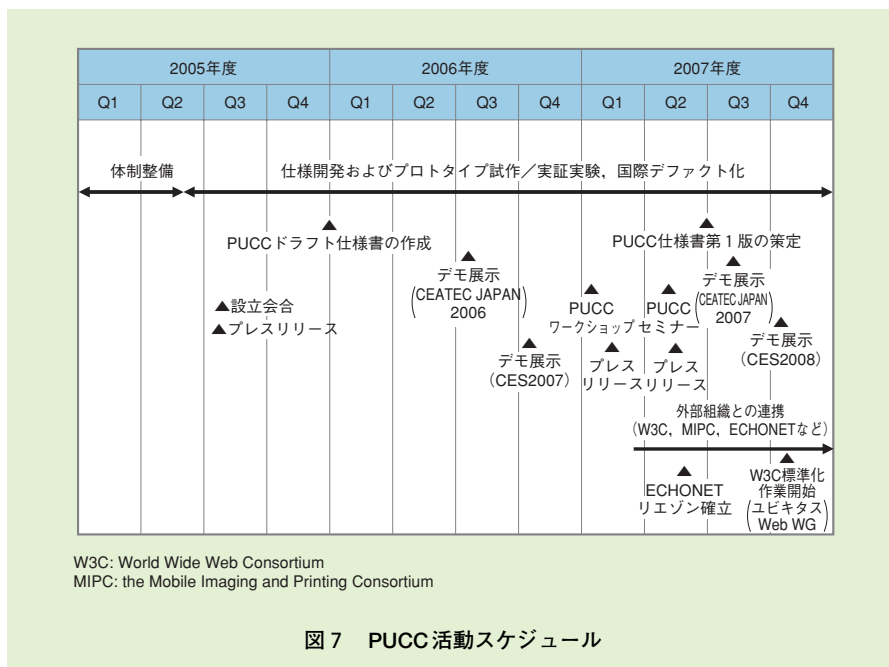 2005年度 2006年度 2007年度
Q1 Q2 Q3 Q4 Q1 Q2 Q3 Q4 Q1 Q2 Q3 Q4
体制整備
仕様開発およびプロトタイプ試作／実証実験，国際デファクト化
▲
PUCCドラフト仕様書の作成
▲
PUCC仕様書第1版の策定
▲設立会合
▲プレスリリース
▲
デモ展示
(CEATEC JAPAN)
2006
▲
デモ展示
（CES2007）
▲
PUCC
ワークショップ
▲
プレス
リリース
▲
PUCC
セミナー
▲
プレス
リリース
▲
デモ展示
(CEATEC JAPAN)
2007
▲
デモ展示
（CES2008）
外部組織との連携
（W3C，MIPC，ECHONETなど）
▲
ECHONET
リエゾン確立
▲
W3C標準化
作業開始
(ユビキタス)
Web WG
W3C: World Wide Web Consortium
MIPC: the Mobile Imaging and Printing Consortium
図7 PUCC活動スケジュール